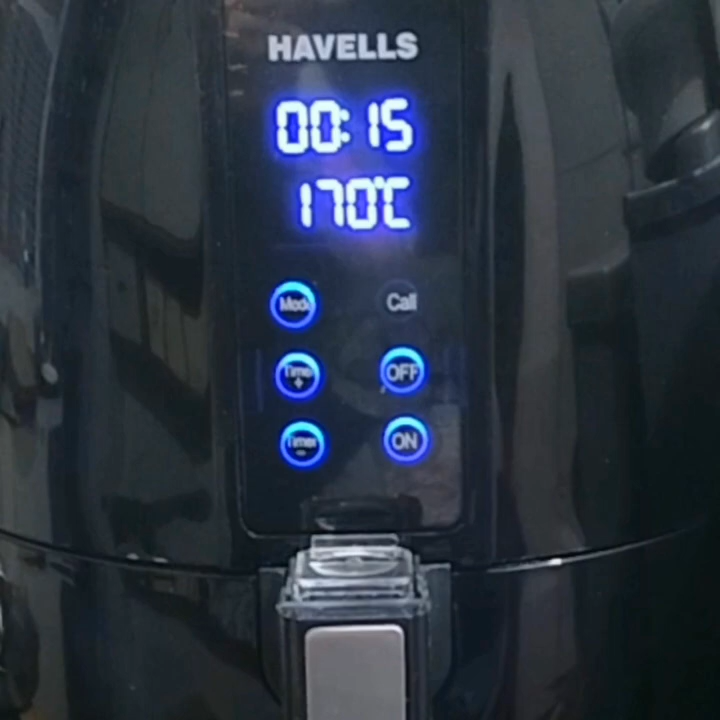 HAVELLS
00:15
170°C
Mode Call
Timer + OFF
Timer - ON